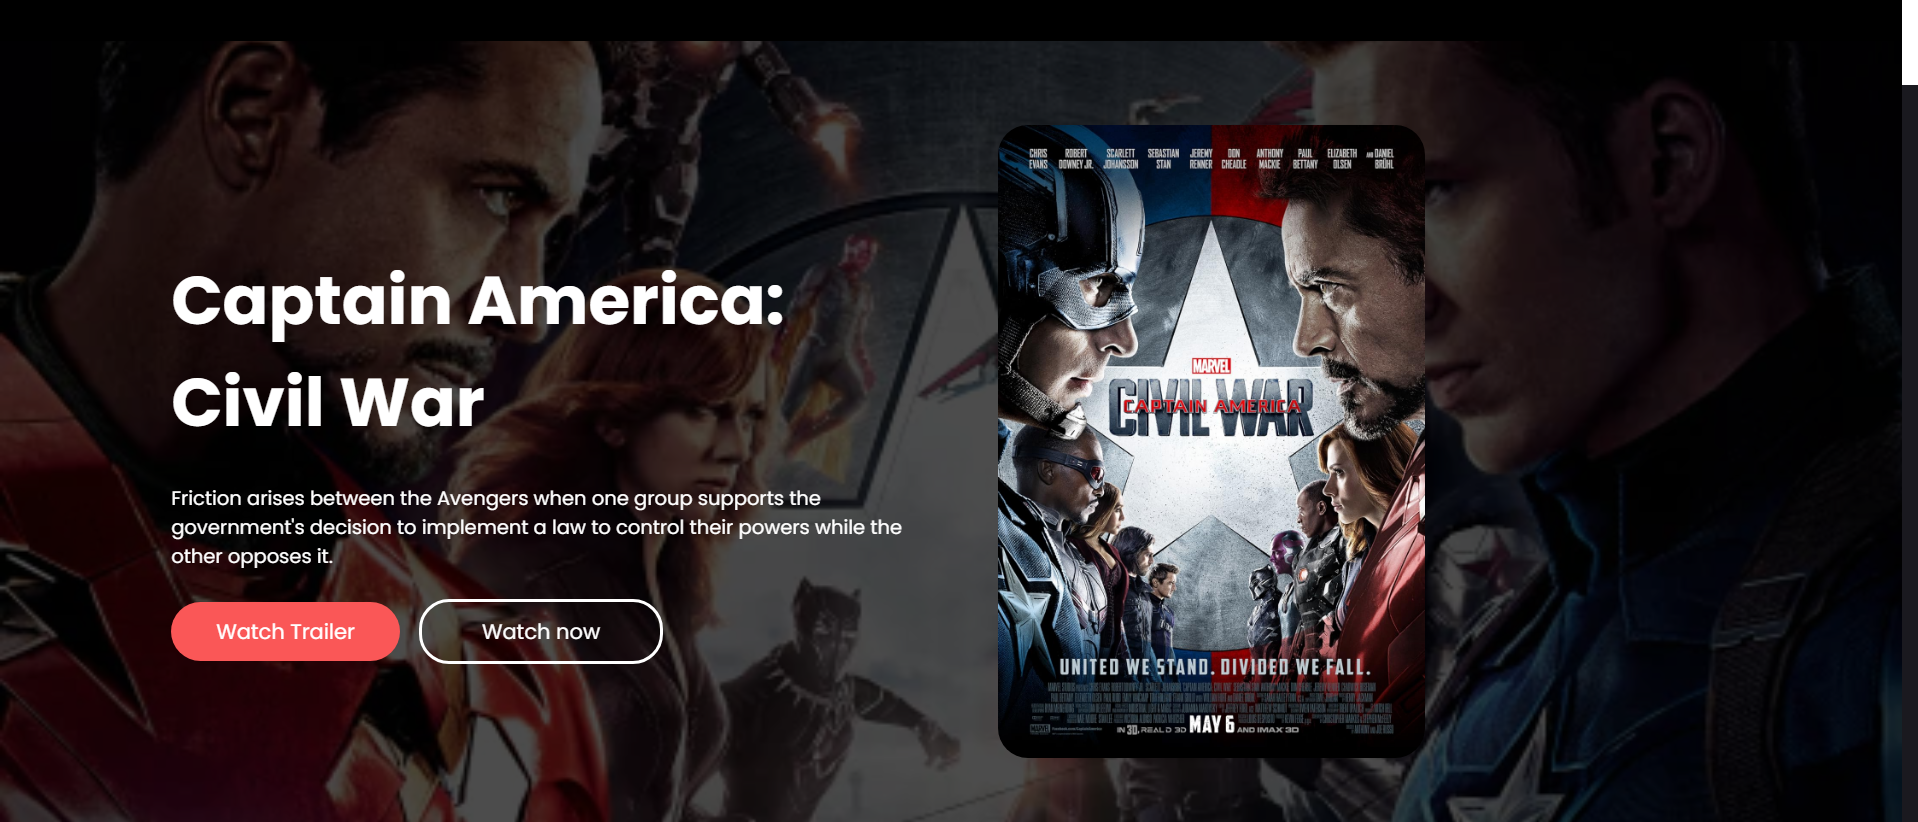 Captain America:
Civil War
Friction arises between the Avengers when one group supports the
government's decision to implement a law to control their powers while the
other opposes it.
Watch Trailer
Watch now
CHRIS EVANS
ROBERT DOWNEY JR.
SCARLETT JOHANSSON
SEBASTIAN STAN
JEREMY RENNER
DON CHEADLE
ANTHONY MACKIE
PAUL BETTANY
ELIZABETH OLSEN
AND DANIEL BRÜHL
MARVEL
CIVIL WAR
CAPTAIN AMERICA
UNITED WE STAND. DIVIDED WE FALL.
IN 3D, REAL D 3D MAY 6 AND IMAX 3D